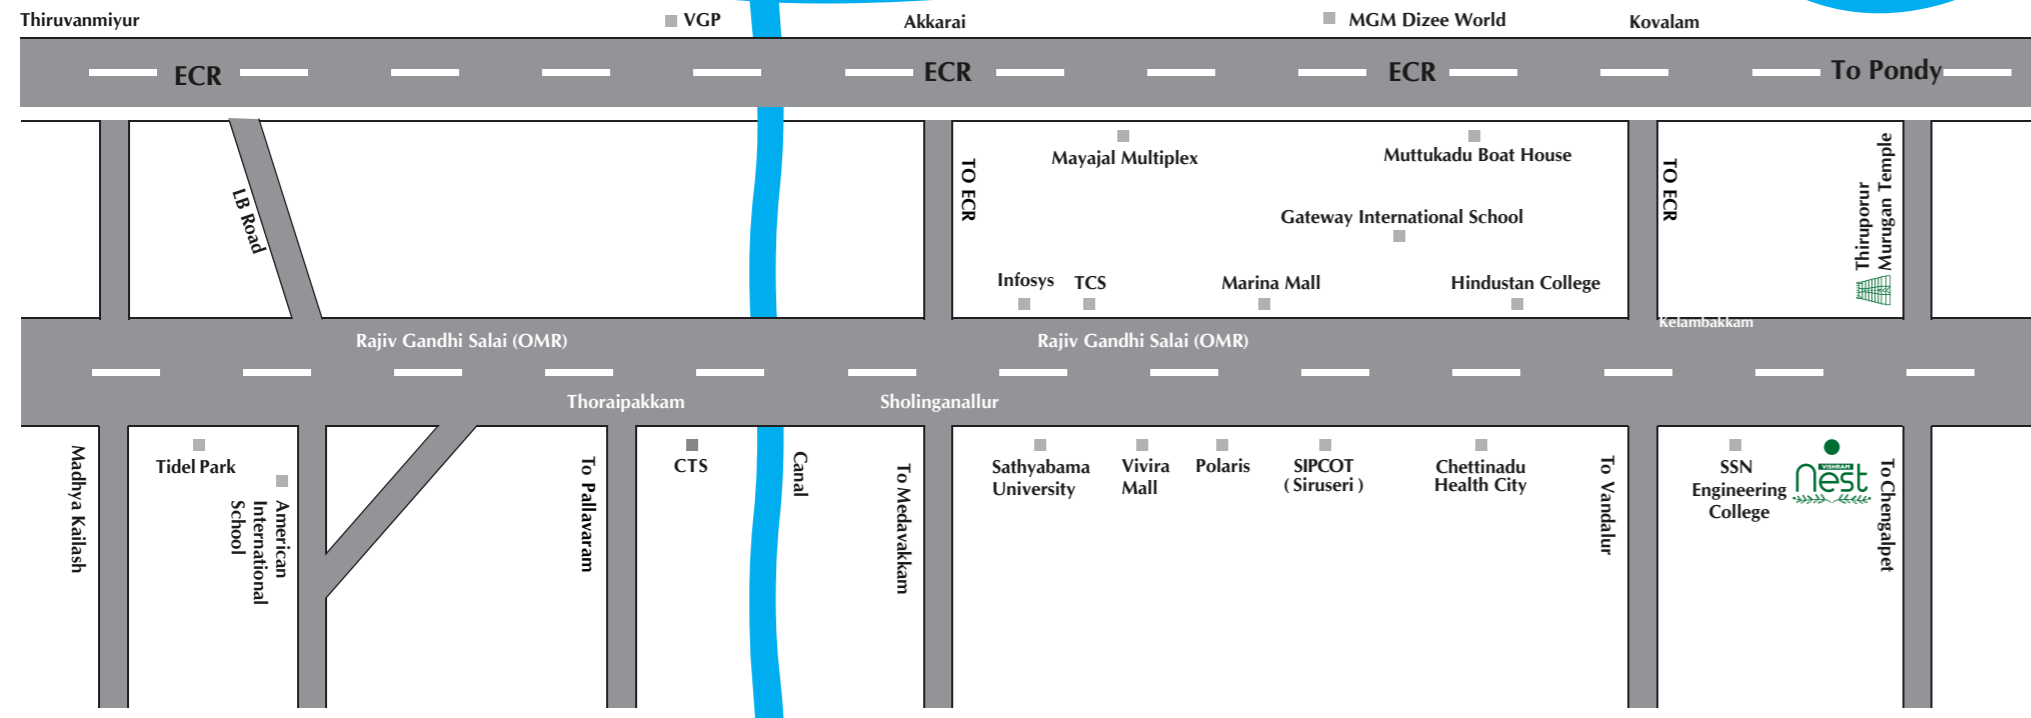 Thiruvanmiyur
VGP
Akkarai
MGM Dizee World
Kovalam
ECR
ECR
ECR
To Pondy
LB Road
TO ECR
Mayajal Multiplex
Muttukadu Boat House
Gateway International School
Infosys
TCS
Marina Mall
Hindustan College
TO ECR
Thiruporur
Murugan Temple
Rajiv Gandhi Salai (OMR)
Rajiv Gandhi Salai (OMR)
Kelambakkam
Thoraipakkam
Sholinganallur
Madhya Kailash
Tidel Park
American
International
School
To Pallavaram
CTS
Canal
To Medavakkam
Sathyabama
University
Vivira
Mall
Polaris
SIPCOT
( Siruseri )
Chettinadu
Health City
To Vandalur
SSN
Engineering
College
VISHRAM
nest
To Chengalpet